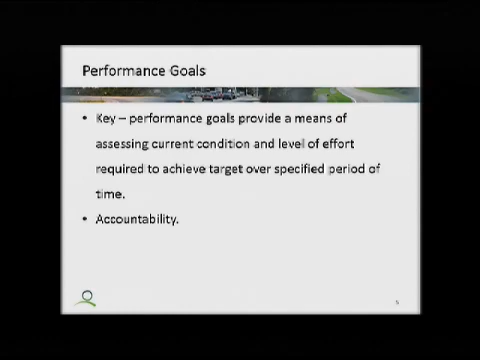 Performance Goals
• Key – performance goals provide a means of
assessing current condition and level of effort
required to achieve target over specified period of
time.
• Accountability.
5